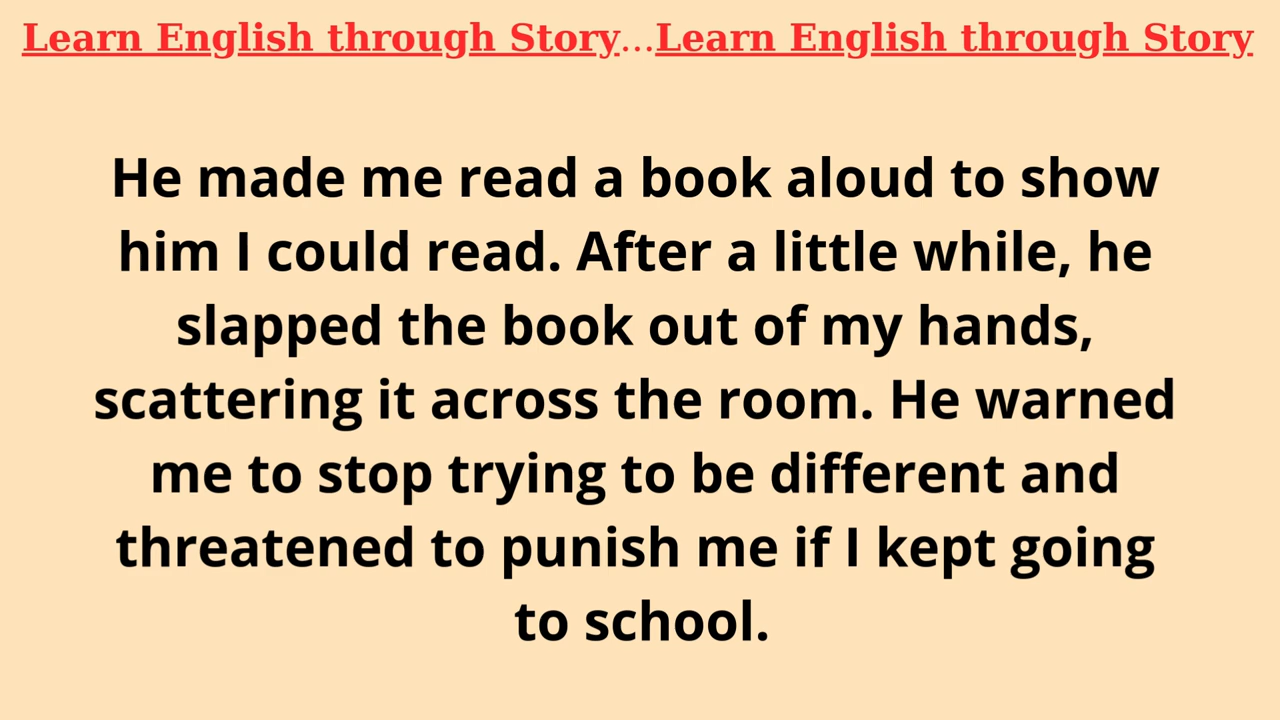 Learn English through Story...Learn English through Story
He made me read a book aloud to show
him I could read. After a little while, he
slapped the book out of my hands,
scattering it across the room. He warned
me to stop trying to be different and
threatened to punish me if I kept going
to school.